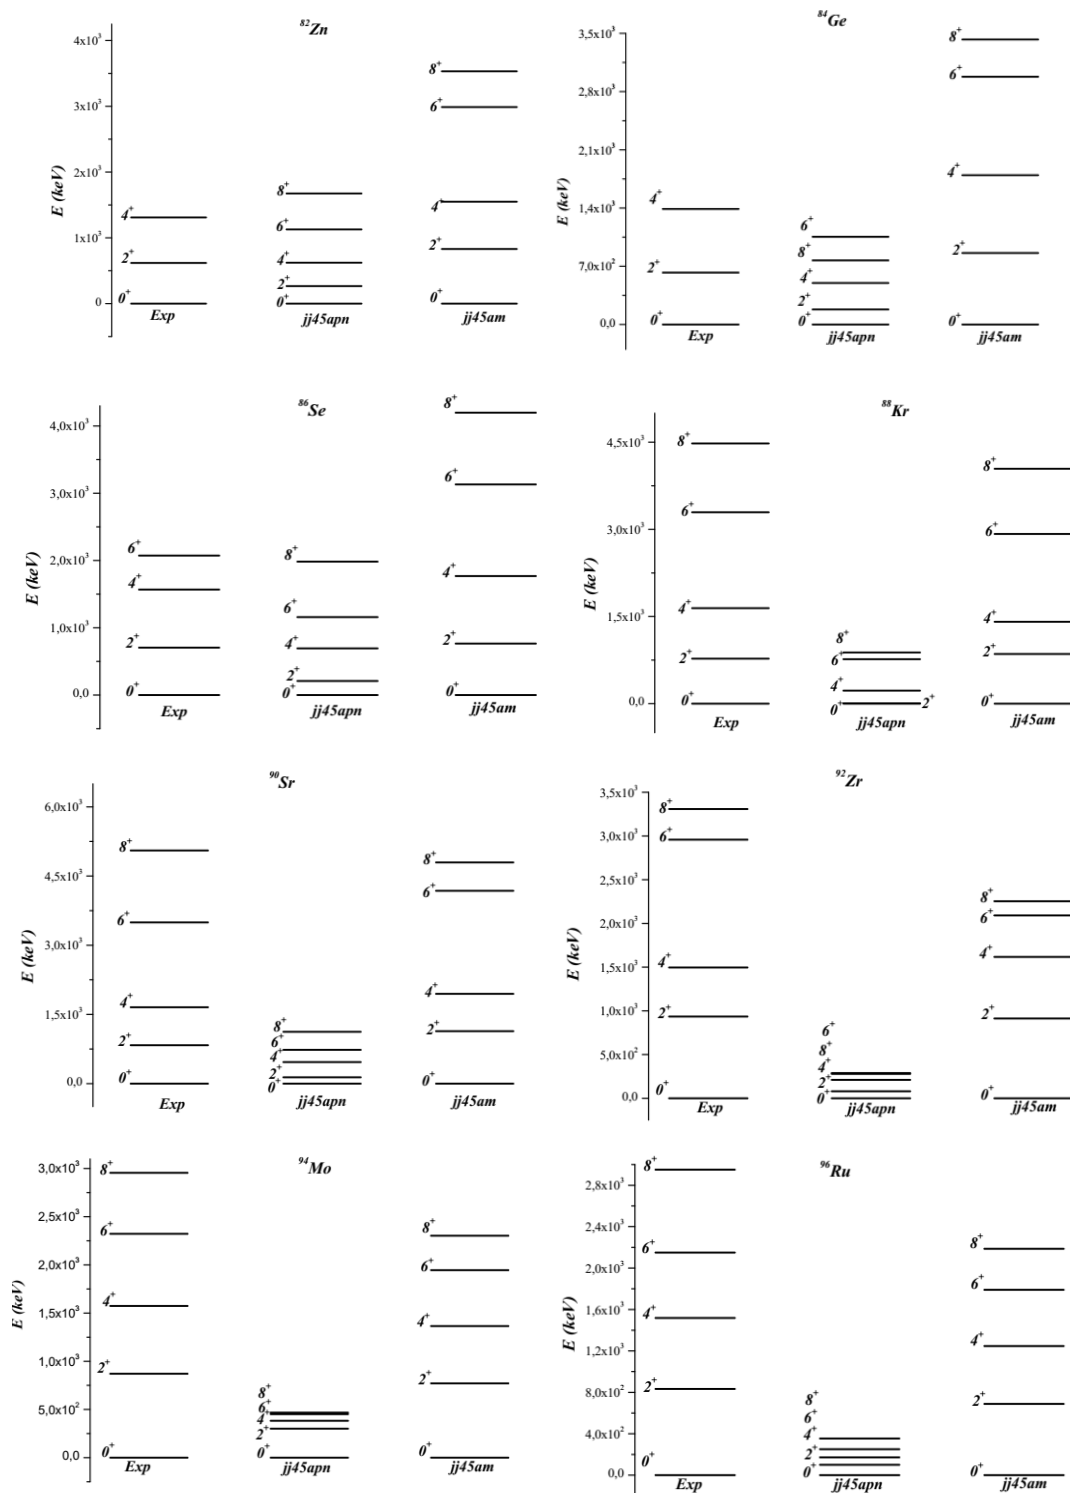 ⁸²Zn
4x10³
3x10³
2x10³
1x10³
0
E (keV)
4⁺
2⁺
0⁺
Exp
8⁺
6⁺
4⁺
2⁺
0⁺
jj45apn
8⁺
6⁺
4⁺
2⁺
0⁺
jj45am
⁸⁴Ge
3,5x10³
2,8x10³
2,1x10³
1,4x10³
7,0x10²
0,0
E (keV)
4⁺
2⁺
0⁺
Exp
6⁺
8⁺
4⁺
2⁺
0⁺
jj45apn
8⁺
6⁺
4⁺
2⁺
0⁺
jj45am
⁸⁶Se
4,0x10³
3,0x10³
2,0x10³
1,0x10³
0,0
E (keV)
6⁺
4⁺
2⁺
0⁺
Exp
8⁺
6⁺
4⁺
2⁺
0⁺
jj45apn
8⁺
6⁺
4⁺
2⁺
0⁺
jj45am
⁸⁸Kr
4,5x10³
3,0x10³
1,5x10³
0,0
E (keV)
8⁺
6⁺
4⁺
2⁺
0⁺
Exp
8⁺
6⁺
4⁺
0⁺
2⁺
jj45apn
8⁺
6⁺
4⁺
2⁺
0⁺
jj45am
⁹⁰Sr
6,0x10³
4,5x10³
3,0x10³
1,5x10³
0,0
E (keV)
8⁺
6⁺
4⁺
2⁺
0⁺
Exp
8⁺
6⁺
4⁺
2⁺
0⁺
jj45apn
8⁺
6⁺
4⁺
2⁺
0⁺
jj45am
⁹²Zr
3,5x10³
3,0x10³
2,5x10³
2,0x10³
1,5x10³
1,0x10³
5,0x10²
0,0
E (keV)
8⁺
6⁺
4⁺
2⁺
0⁺
Exp
6⁺
8⁺
4⁺
2⁺
0⁺
jj45apn
8⁺
6⁺
4⁺
2⁺
0⁺
jj45am
⁹⁴Mo
3,0x10³
2,5x10³
2,0x10³
1,5x10³
1,0x10³
5,0x10²
0,0
E (keV)
8⁺
6⁺
4⁺
2⁺
0⁺
Exp
8⁺
6⁺
4⁺
2⁺
0⁺
jj45apn
8⁺
6⁺
4⁺
2⁺
0⁺
jj45am
⁹⁶Ru
2,8x10³
2,4x10³
2,0x10³
1,6x10³
1,2x10³
8,0x10²
4,0x10²
0,0
E (keV)
8⁺
6⁺
4⁺
2⁺
0⁺
Exp
8⁺
6⁺
4⁺
2⁺
0⁺
jj45apn
8⁺
6⁺
4⁺
2⁺
0⁺
jj45am